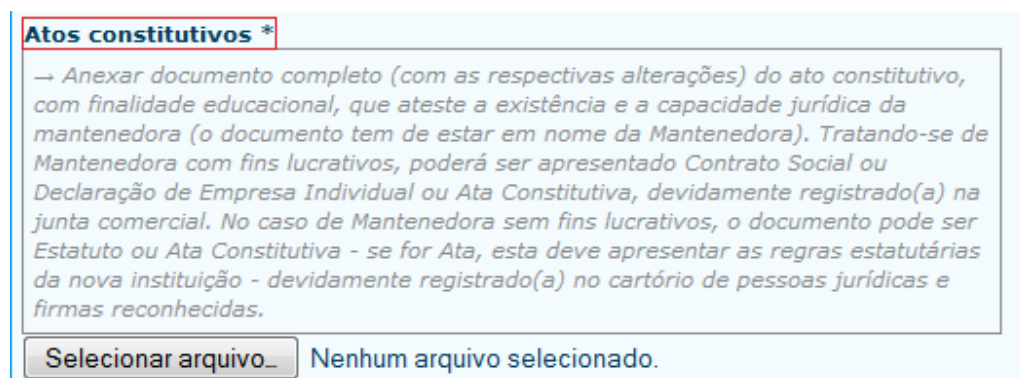 Atos constitutivos *
→ Anexar documento completo (com as respectivas alterações) do ato constitutivo,
com finalidade educacional, que ateste a existência e a capacidade jurídica da
mantenedora (o documento tem de estar em nome da Mantenedora). Tratando-se de
Mantenedora com fins lucrativos, poderá ser apresentado Contrato Social ou
Declaração de Empresa Individual ou Ata Constitutiva, devidamente registrado(a) na
junta comercial. No caso de Mantenedora sem fins lucrativos, o documento pode ser
Estatuto ou Ata Constitutiva - se for Ata, esta deve apresentar as regras estatutárias
da nova instituição - devidamente registrado(a) no cartório de pessoas jurídicas e
firmas reconhecidas.
Selecionar arquivo... Nenhum arquivo selecionado.